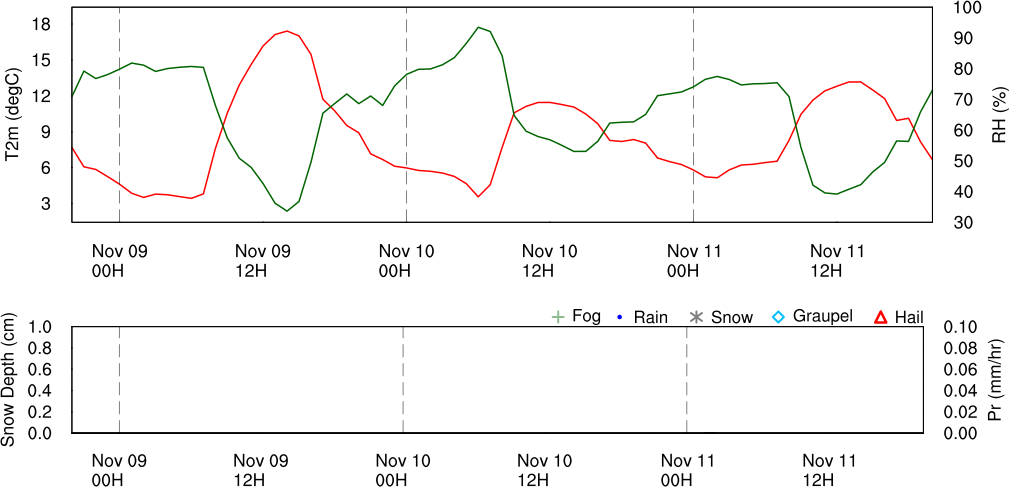 18
15
12
9
6
3
T2m (degC)
100
90
80
70
60
50
40
30
RH (%)
Nov 09 Nov 09 Nov 10 Nov 10 Nov 11 Nov 11
00H 12H 00H 12H 00H 12H
Fog Rain Snow Graupel Hail
1.0
0.8
0.6
0.4
0.2
0.0
Snow Depth (cm)
0.10
0.08
0.06
0.04
0.02
0.00
Pr (mm/hr)
Nov 09 Nov 09 Nov 10 Nov 10 Nov 11 Nov 11
00H 12H 00H 12H 00H 12H